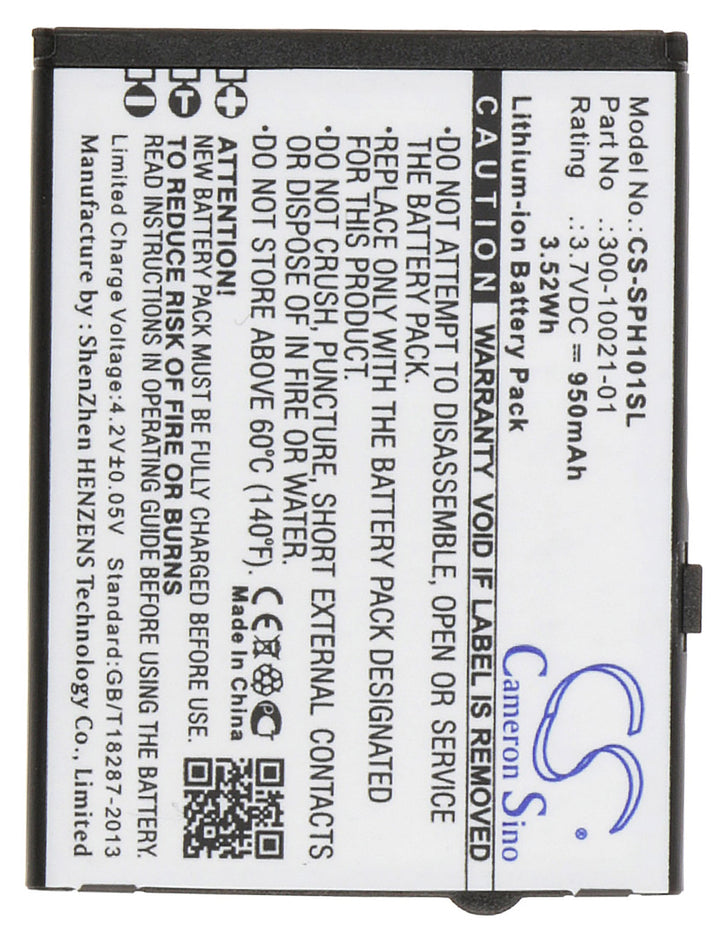 Model No.:CS-SPH101SL
Part No .:300-10021-01
Rating .:3.7VDC ⎓ 950mAh
3.52Wh
Lithium-ion Battery Pack
CS
®
Cameron Sino
CAUTION WARRANTY VOID IF LABEL IS REMOVED
•DO NOT ATTEMPT TO DISASSEMBLE, OPEN OR SERVICE
THE BATTERY PACK.
•REPLACE ONLY WITH THE BATTERY PACK DESIGNATED
FOR THIS PRODUCT.
•DO NOT CRUSH, PUNCTURE, SHORT EXTERNAL CONTACTS
OR DISPOSE OF IN FIRE OR WATER.
•DO NOT STORE ABOVE 60℃ (140℉).
CE
Made In China
ATTENTION!
NEW BATTERY PACK MUST BE FULLY CHARGED BEFORE USE.
TO REDUCE RISK OF FIRE OR BURNS
READ INSTRUCTIONS IN OPERATING GUIDE BEFORE USING THE BATTERY.
Limited Charge Voltage:4.2V±0.05V Standard:GB/T18287-2013
Manufacture by : ShenZhen HENZENS Technology Co., Limited
+ T −